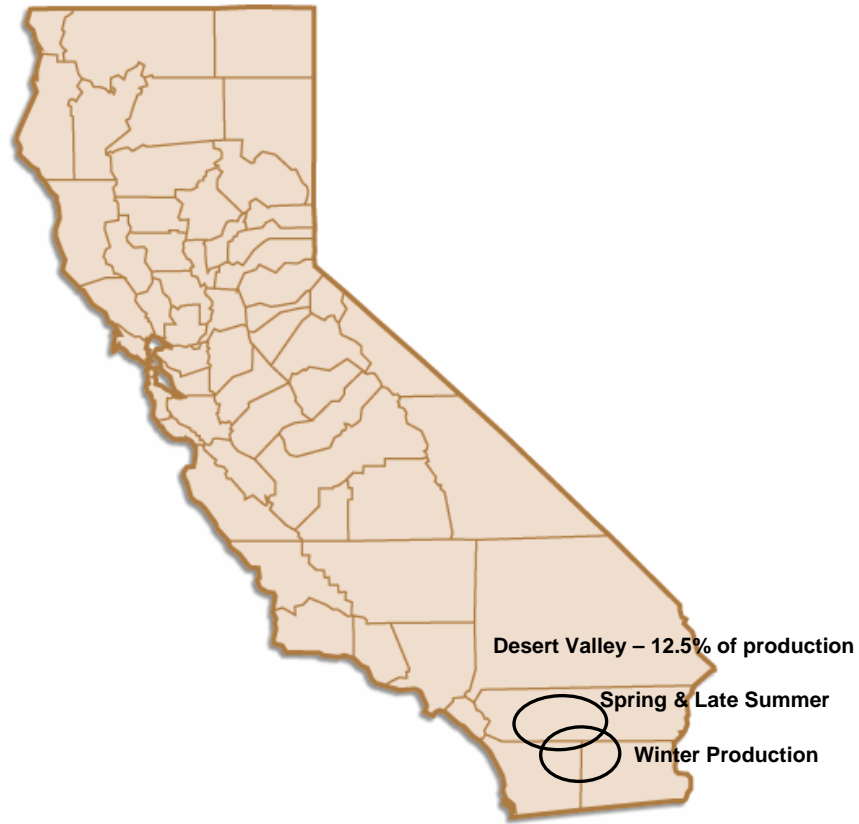 Desert Valley – 12.5% of production
Spring & Late Summer
Winter Production